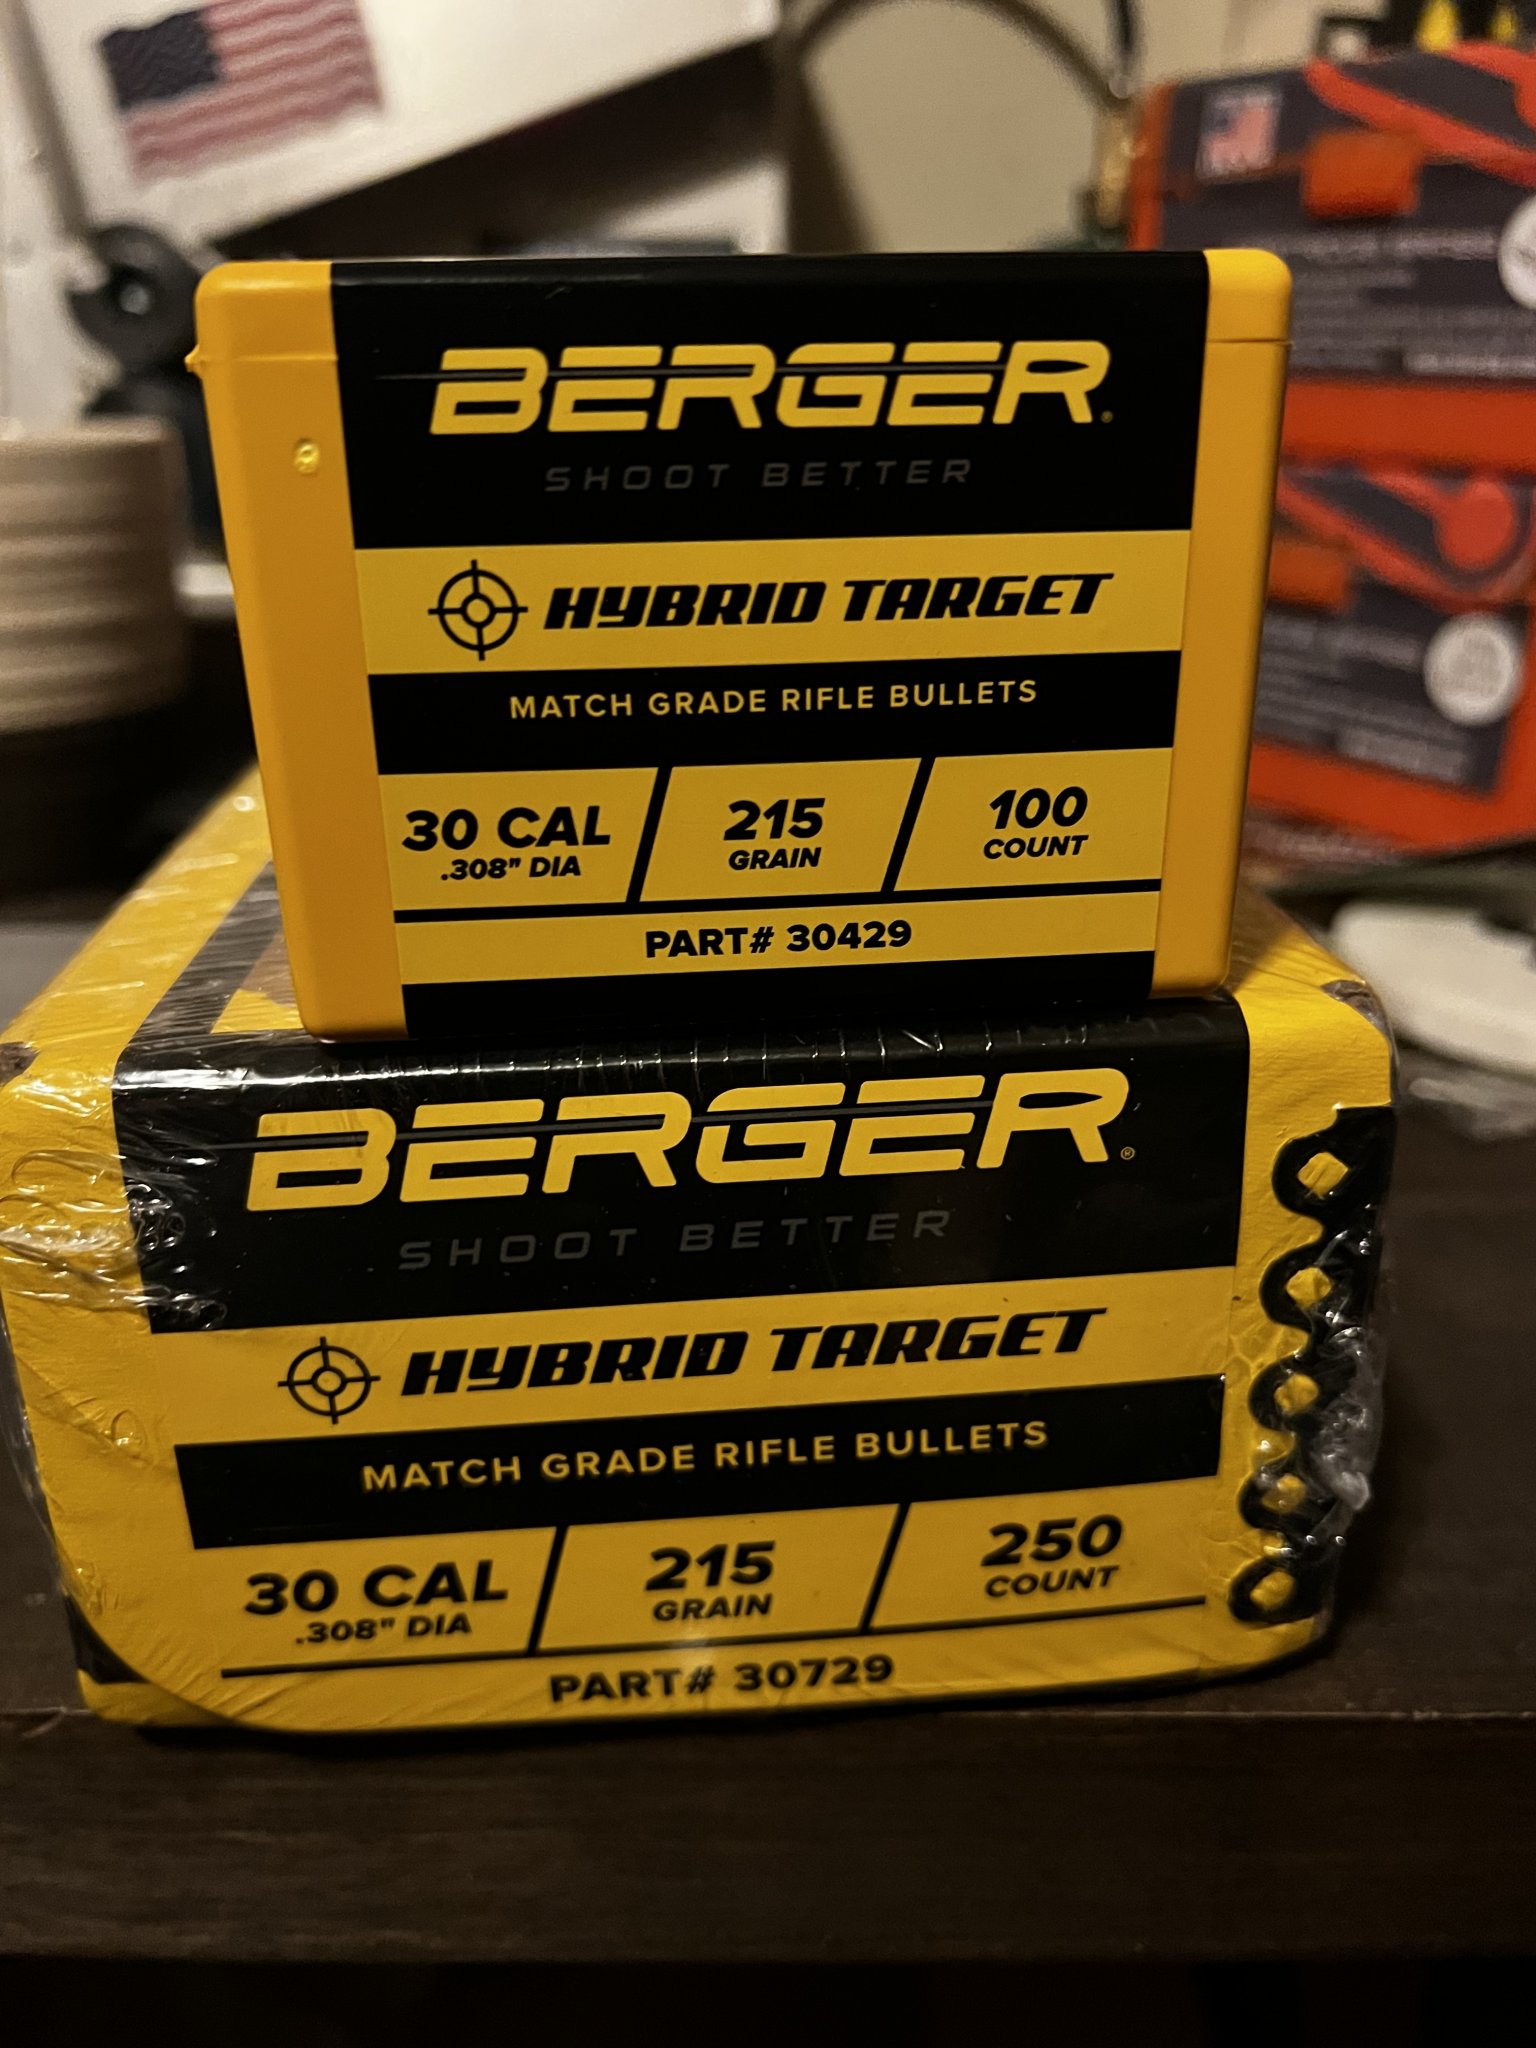 BERGER®
SHOOT BETTER
HYBRID TARGET
MATCH GRADE RIFLE BULLETS
30 CAL 215 100
.308" DIA GRAIN COUNT
PART# 30429
BERGER®
SHOOT BETTER
HYBRID TARGET
MATCH GRADE RIFLE BULLETS
30 CAL 215 250
.308" DIA GRAIN COUNT
PART# 30729